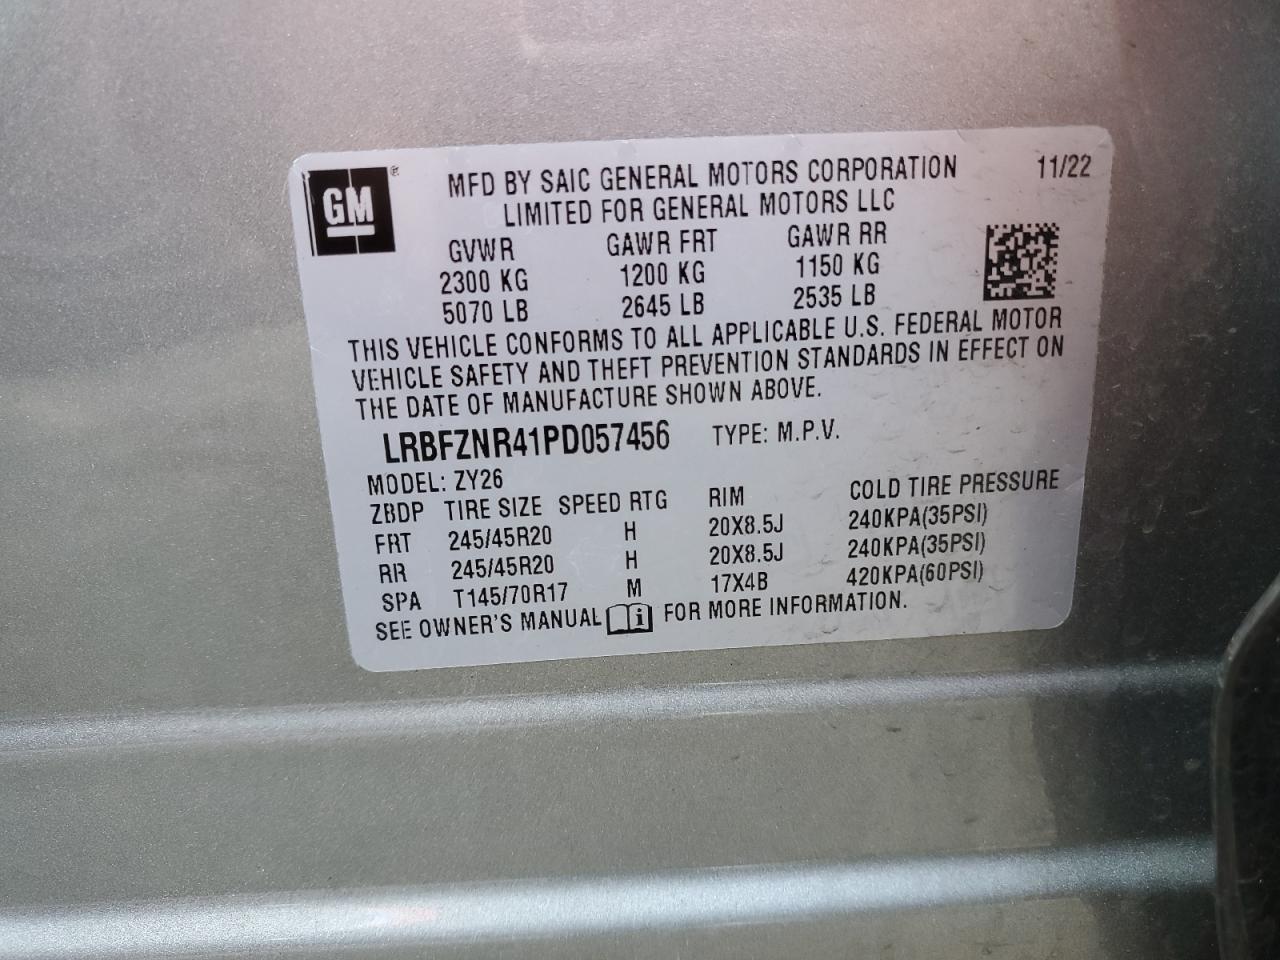 GM ®
MFD BY SAIC GENERAL MOTORS CORPORATION 11/22
LIMITED FOR GENERAL MOTORS LLC
GVWR GAWR FRT GAWR RR
2300 KG 1200 KG 1150 KG
5070 LB 2645 LB 2535 LB
THIS VEHICLE CONFORMS TO ALL APPLICABLE U.S. FEDERAL MOTOR
VEHICLE SAFETY AND THEFT PREVENTION STANDARDS IN EFFECT ON
THE DATE OF MANUFACTURE SHOWN ABOVE.
LRBFZNR41PD057456 TYPE: M.P.V.
MODEL: ZY26
ZBDP TIRE SIZE SPEED RTG RIM COLD TIRE PRESSURE
FRT 245/45R20 H 20X8.5J 240KPA(35PSI)
RR 245/45R20 H 20X8.5J 240KPA(35PSI)
SPA T145/70R17 M 17X4B 420KPA(60PSI)
SEE OWNER'S MANUAL i FOR MORE INFORMATION.